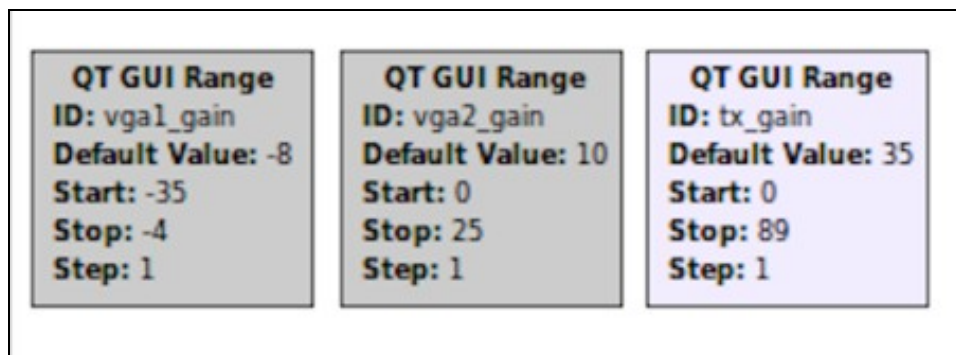 QT GUI Range
ID: vga1_gain
Default Value: -8
Start: -35
Stop: -4
Step: 1
QT GUI Range
ID: vga2_gain
Default Value: 10
Start: 0
Stop: 25
Step: 1
QT GUI Range
ID: tx_gain
Default Value: 35
Start: 0
Stop: 89
Step: 1